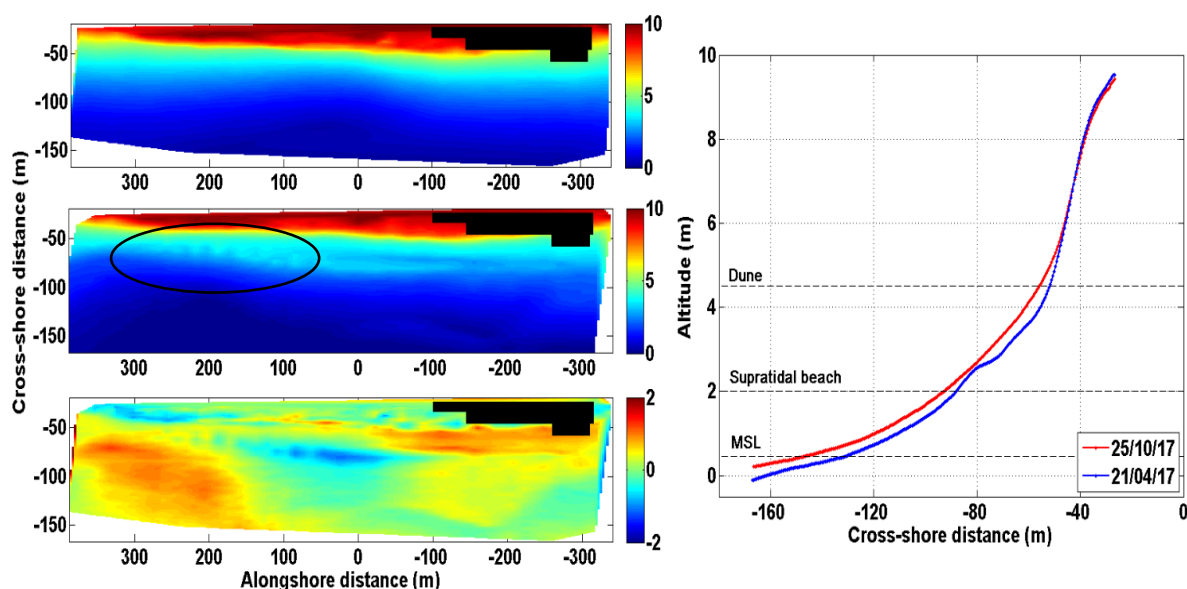 Cross-shore distance (m)
-50
-100
-150
300 200 100 0 -100 -200 -300
10
5
0
-50
-100
-150
300 200 100 0 -100 -200 -300
10
5
0
-50
-100
-150
300 200 100 0 -100 -200 -300
2
0
-2
Alongshore distance (m)
Altitude (m)
10
8
6
4
2
0
Dune
Supratidal beach
MSL
25/10/17
21/04/17
-160 -120 -80 -40 0
Cross-shore distance (m)